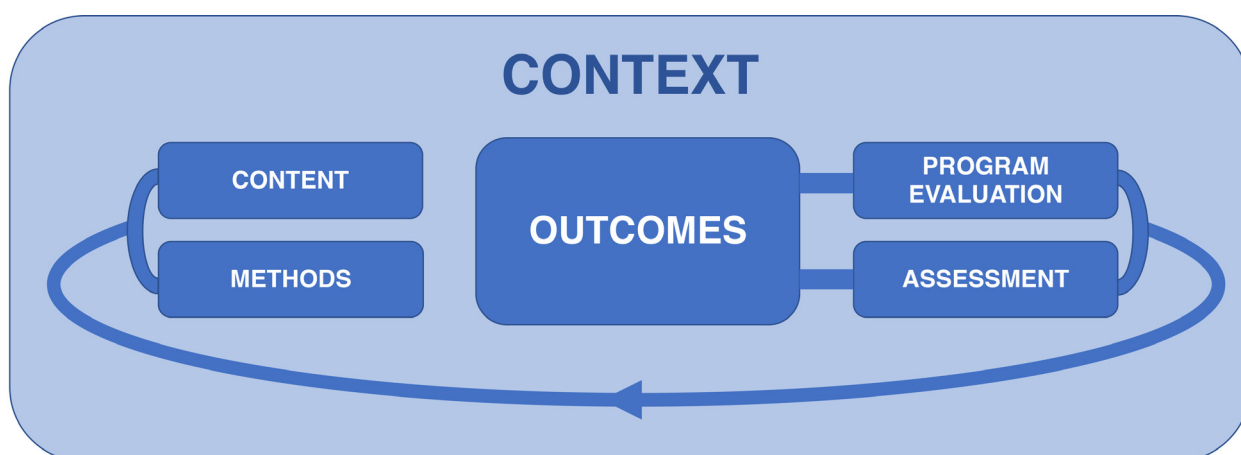 CONTEXT
CONTENT
METHODS
OUTCOMES
PROGRAM
EVALUATION
ASSESSMENT